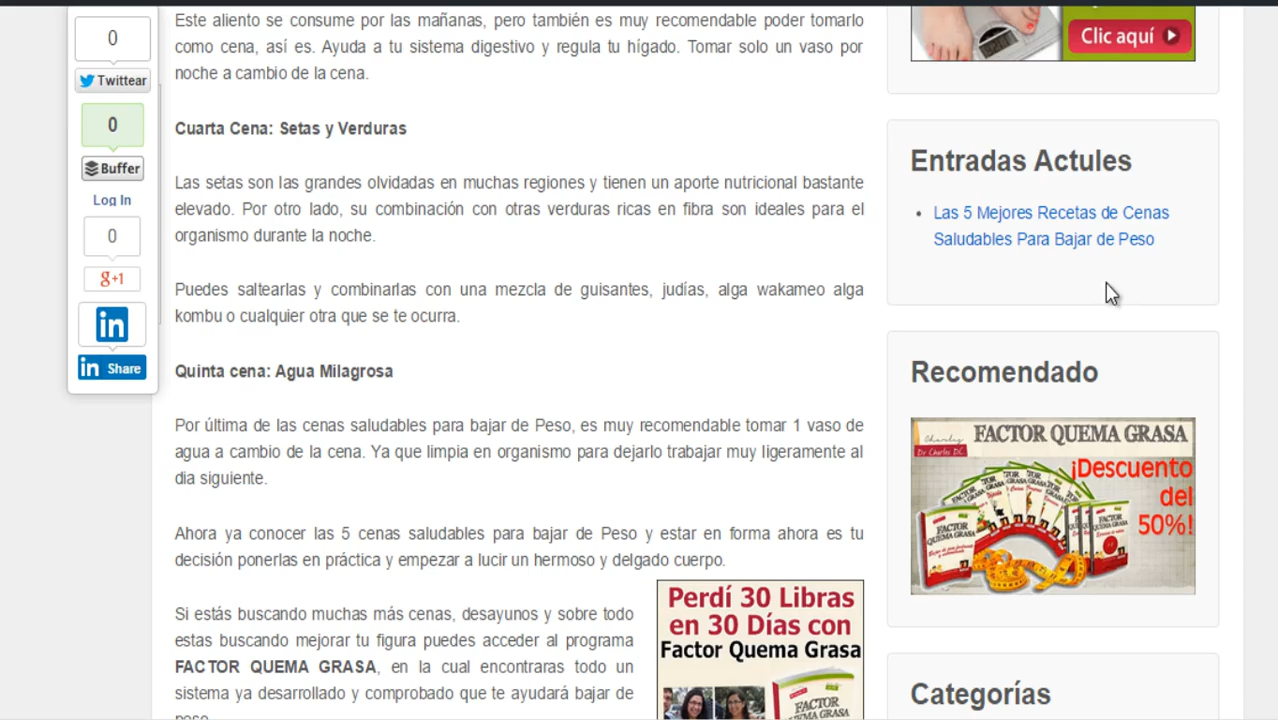 0
Twittear
0
Buffer
Log In
0
g+1
in
in Share
Este aliento se consume por las mañanas, pero también es muy recomendable poder tomarlo
como cena, así es. Ayuda a tu sistema digestivo y regula tu hígado. Tomar solo un vaso por
noche a cambio de la cena.
Cuarta Cena: Setas y Verduras
Las setas son las grandes olvidadas en muchas regiones y tienen un aporte nutricional bastante
elevado. Por otro lado, su combinación con otras verduras ricas en fibra son ideales para el
organismo durante la noche.
Puedes saltearlas y combinarlas con una mezcla de guisantes, judías, alga wakameo alga
kombu o cualquier otra que se te ocurra.
Quinta cena: Agua Milagrosa
Por última de las cenas saludables para bajar de Peso, es muy recomendable tomar 1 vaso de
agua a cambio de la cena. Ya que limpia en organismo para dejarlo trabajar muy ligeramente al
dia siguiente.
Ahora ya conocer las 5 cenas saludables para bajar de Peso y estar en forma ahora es tu
decisión ponerlas en práctica y empezar a lucir un hermoso y delgado cuerpo.
Si estás buscando muchas más cenas, desayunos y sobre todo
estas buscando mejorar tu figura puedes acceder al programa
FACTOR QUEMA GRASA, en la cual encontraras todo un
sistema ya desarrollado y comprobado que te ayudará bajar de
peso
Perdí 30 Libras
en 30 Días con
Factor Quema Grasa
FACTOR
QUEMA GRASA
Clic aquí
Entradas Actules
Las 5 Mejores Recetas de Cenas
Saludables Para Bajar de Peso
Recomendado
Charles
Dr Charles DC
FACTOR QUEMA GRASA
¡Descuento
del
50%!
FACTOR
QUEMA GRASA
Categorías